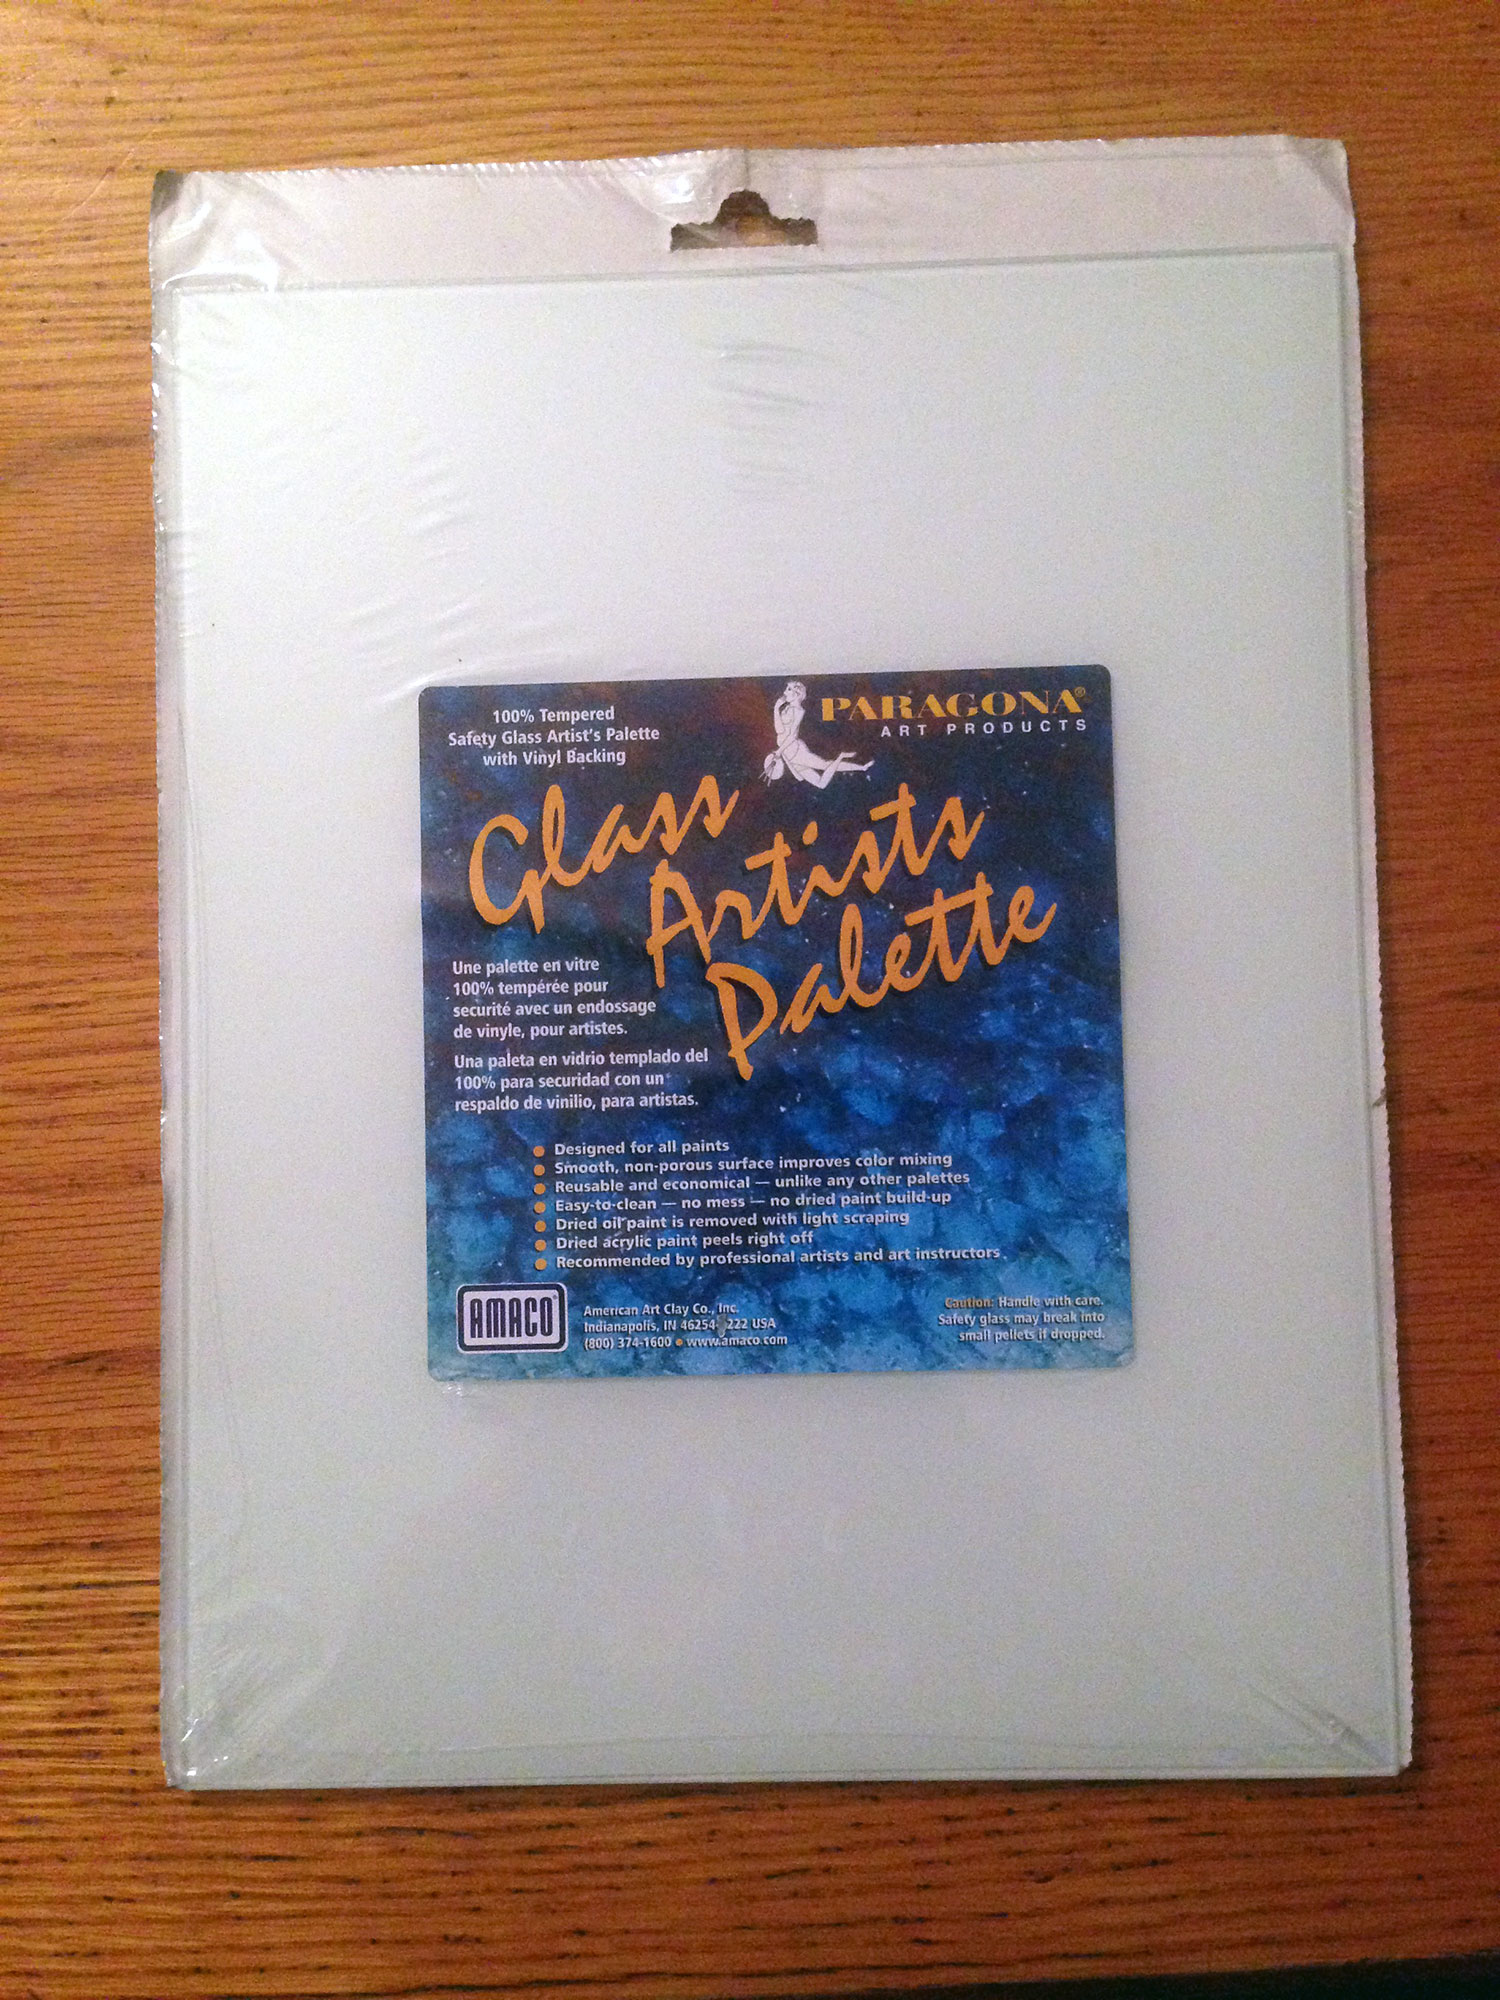 100% Tempered
Safety Glass Artist's Palette
with Vinyl Backing
PARAGONA®
ART PRODUCTS
Glass
Artists
Palette
Une palette en vitre
100% tempérée pour
securité avec un endossage
de vinyle, pour artistes.
Una paleta en vidrio templado del
100% para securidad con un
respaldo de vinilio, para artistas.
• Designed for all paints
• Smooth, non-porous surface improves color mixing
• Reusable and economical — unlike any other palettes
• Easy-to-clean — no mess — no dried paint build-up
• Dried oil paint is removed with light scraping
• Dried acrylic paint peels right off
• Recommended by professional artists and art instructors
AMACO®
American Art Clay Co., Inc.
Indianapolis, IN USA
(800) 374-1600 • www.amaco.com
Caution: Handle with care.
Safety glass may break into
small pellets if dropped.